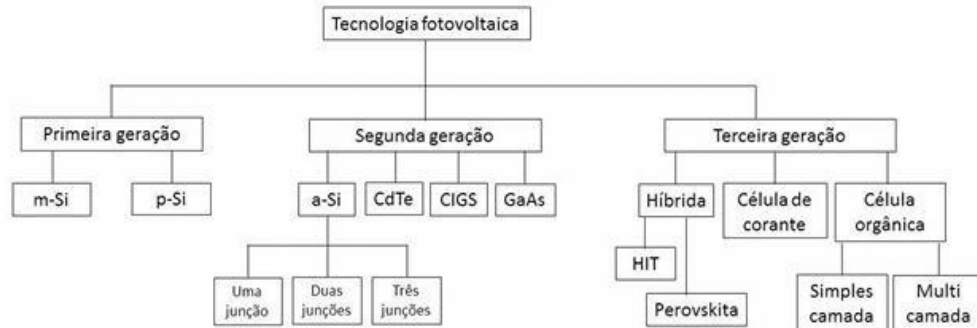 Tecnologia fotovoltaica
Primeira geração
Segunda geração
Terceira geração
m-Si
p-Si
a-Si
CdTe
CIGS
GaAs
Híbrida
Célula de
corante
Célula
orgânica
HIT
Uma
junção
Duas
junções
Três
junções
Perovskita
Simples
camada
Multi
camada